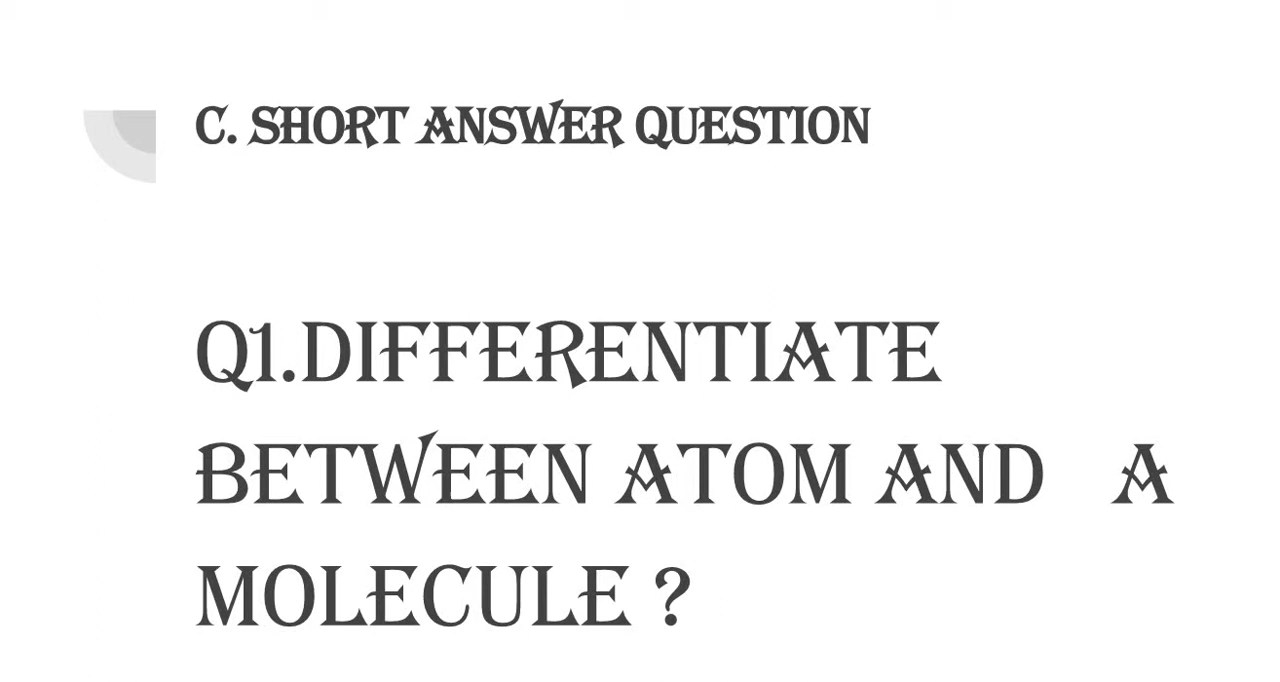 C. SHORT ANSWER QUESTION
Q1.DIFFERENTIATE
BETWEEN ATOM AND A
MOLECULE ?